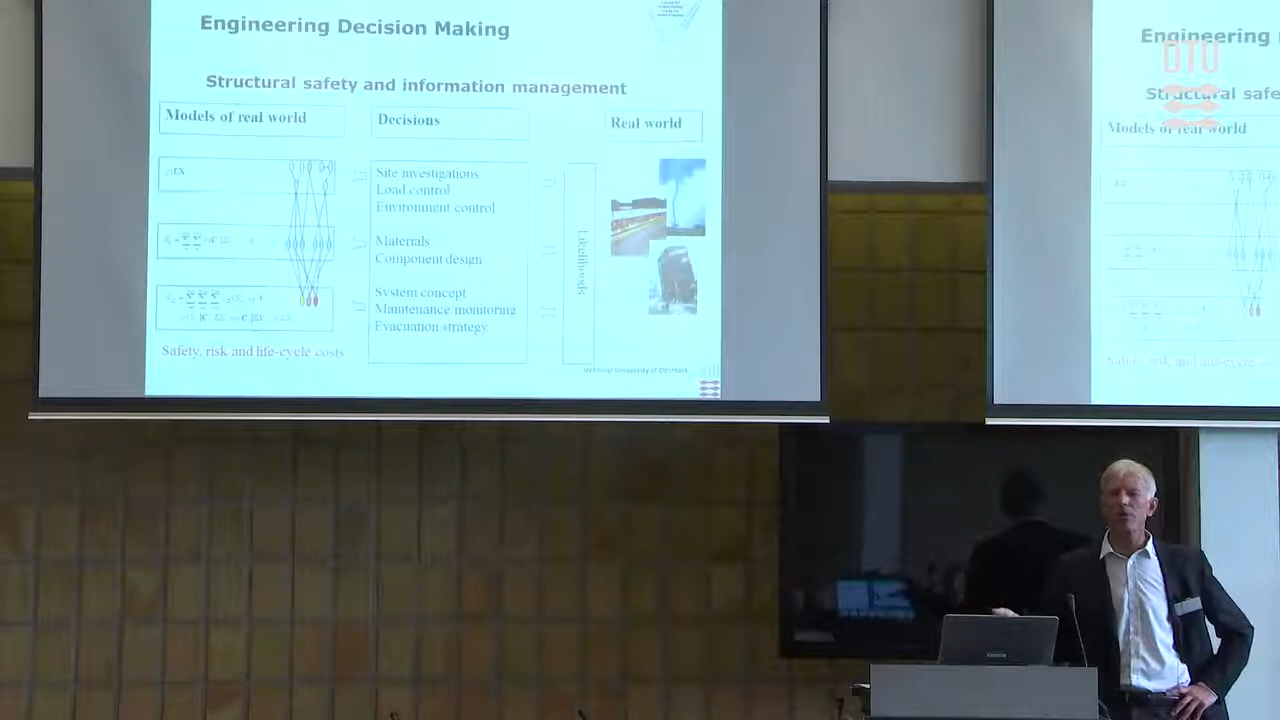 Engineering Decision Making
Structural safety and information management
Models of real world
Decisions
Real world
Site investigations
Load control
Environment control
Materials
Component design
System concept
Maintenance monitoring
Evacuation strategy
Likelihoods
Safety, risk and life-cycle costs
Technical University of Denmark
Engineering
DTU
Structural safe
Models of real world